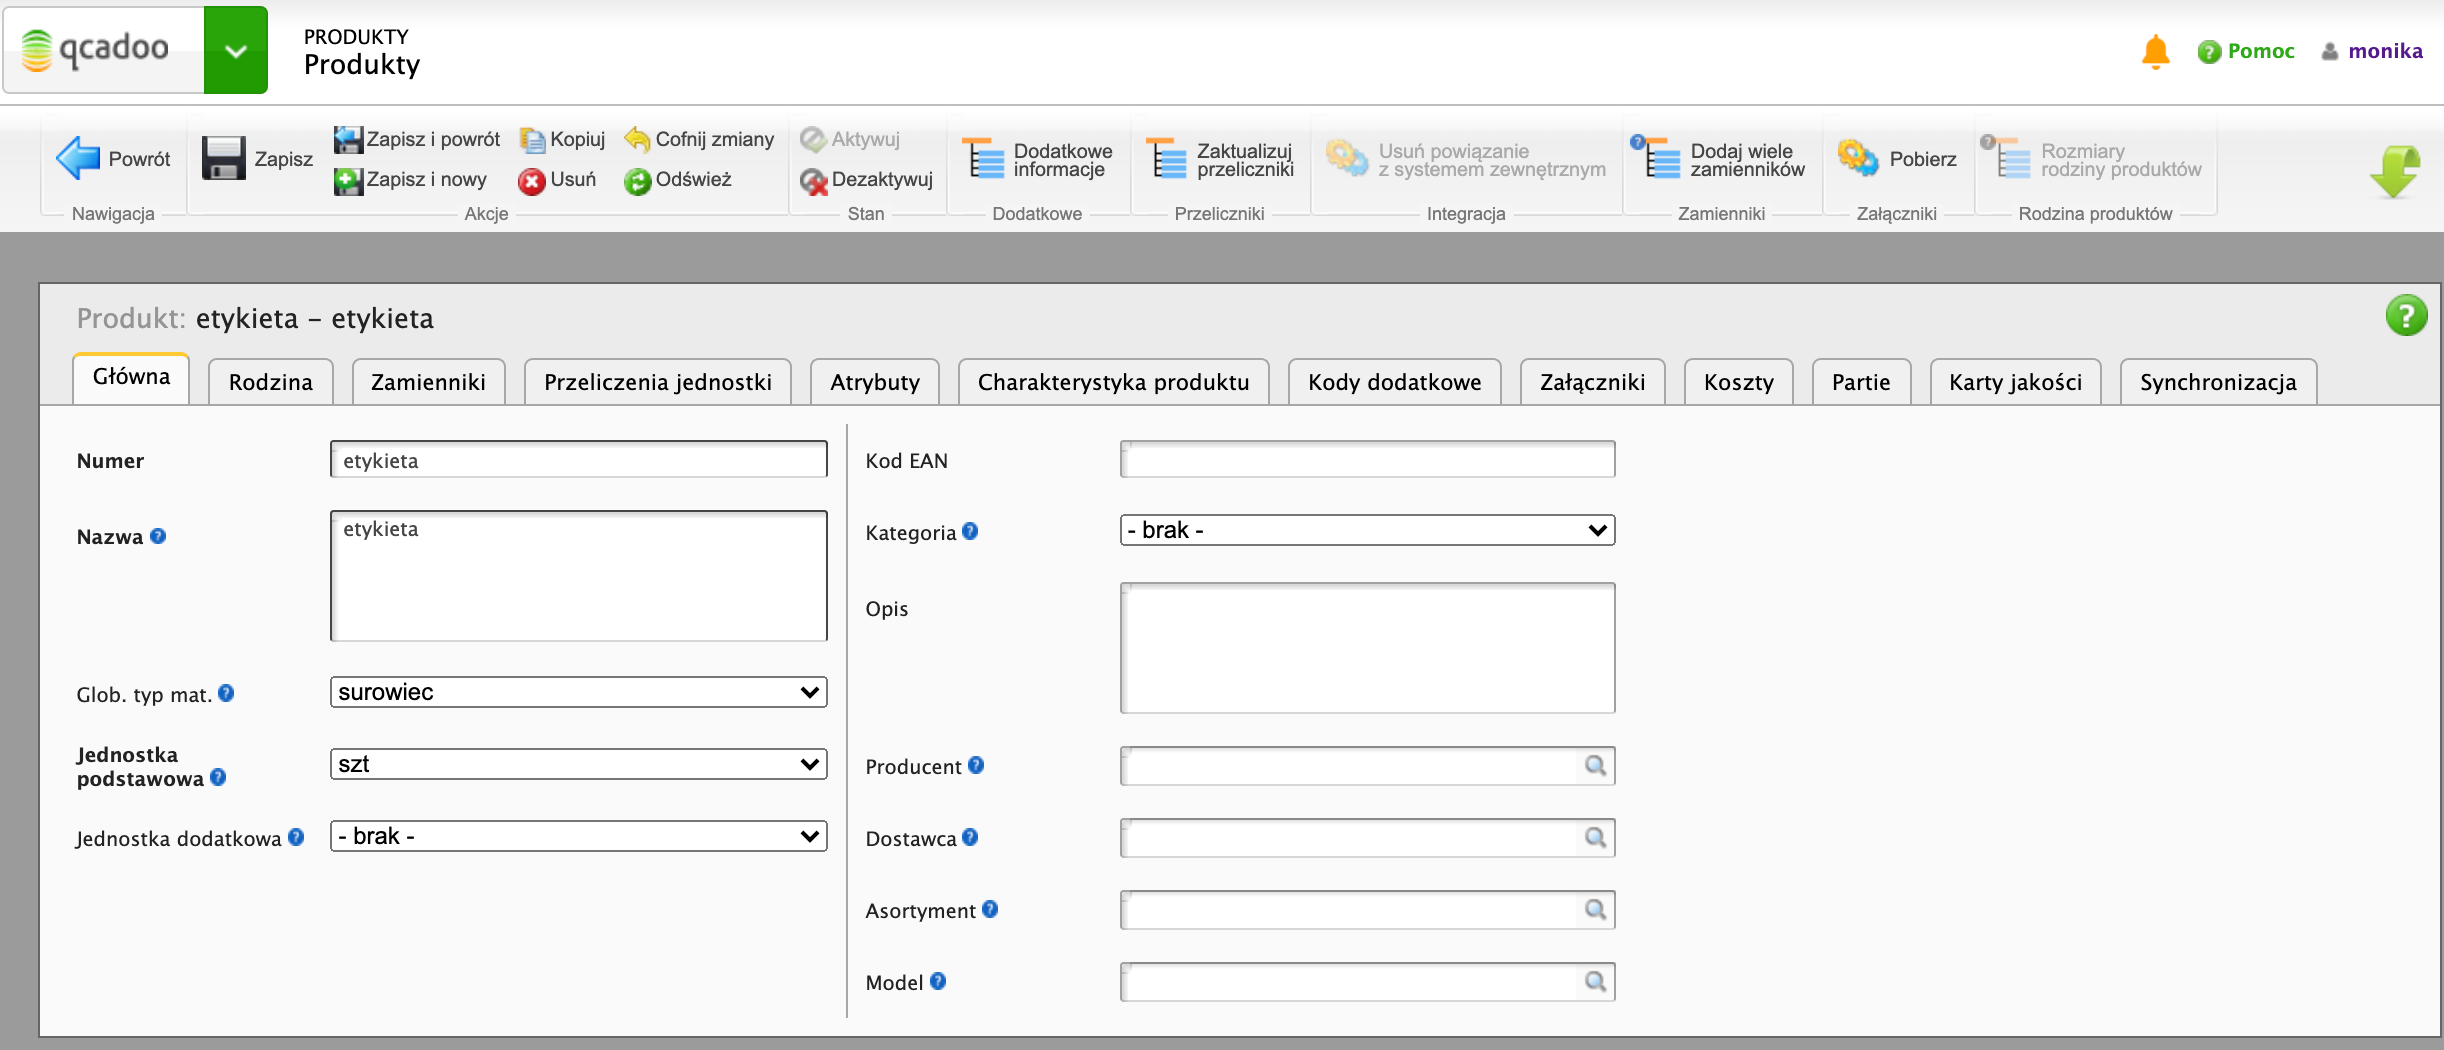 qcadoo
PRODUKTY
Produkty
Pomoc
monika
Powrót
Nawigacja
Zapisz
Zapisz i powrót
Kopiuj
Cofnij zmiany
Zapisz i nowy
Usuń
Odśwież
Akcje
Aktywuj
Dezaktywuj
Stan
Dodatkowe
informacje
Dodatkowe
Zaktualizuj
przeliczniki
Przeliczniki
Usuń powiązanie
z systemem zewnętrznym
Integracja
Dodaj wiele
zamienników
Zamienniki
Pobierz
Załączniki
Rozmiary
rodziny produktów
Rodzina produktów
Produkt: etykieta – etykieta
Główna
Rodzina
Zamienniki
Przeliczenia jednostki
Atrybuty
Charakterystyka produktu
Kody dodatkowe
Załączniki
Koszty
Partie
Karty jakości
Synchronizacja
Numer
etykieta
Nazwa
etykieta
Glob. typ mat.
surowiec
Jednostka
podstawowa
szt
Jednostka dodatkowa
- brak -
Kod EAN
Kategoria
- brak -
Opis
Producent
Dostawca
Asortyment
Model